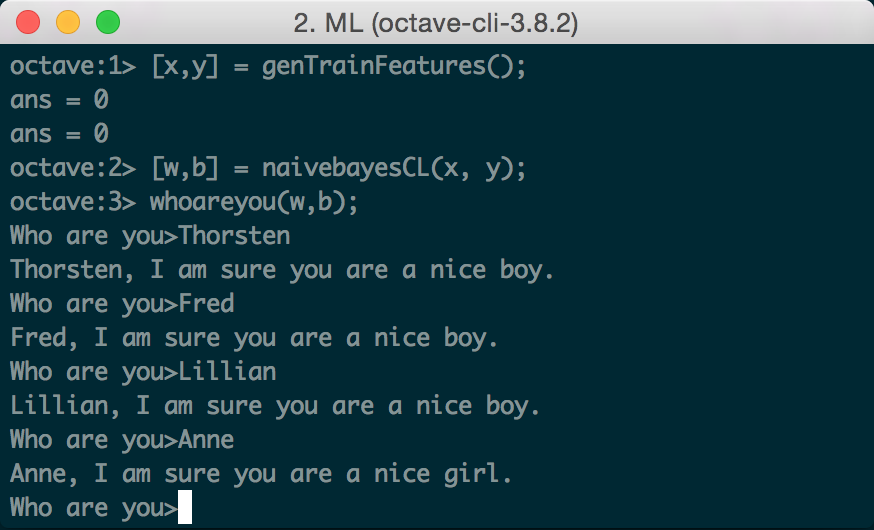 2. ML (octave-cli-3.8.2)
octave:1> [x,y] = genTrainFeatures();
ans = 0
ans = 0
octave:2> [w,b] = naivebayesCL(x, y);
octave:3> whoareyou(w,b);
Who are you>Thorsten
Thorsten, I am sure you are a nice boy.
Who are you>Fred
Fred, I am sure you are a nice boy.
Who are you>Lillian
Lillian, I am sure you are a nice boy.
Who are you>Anne
Anne, I am sure you are a nice girl.
Who are you>